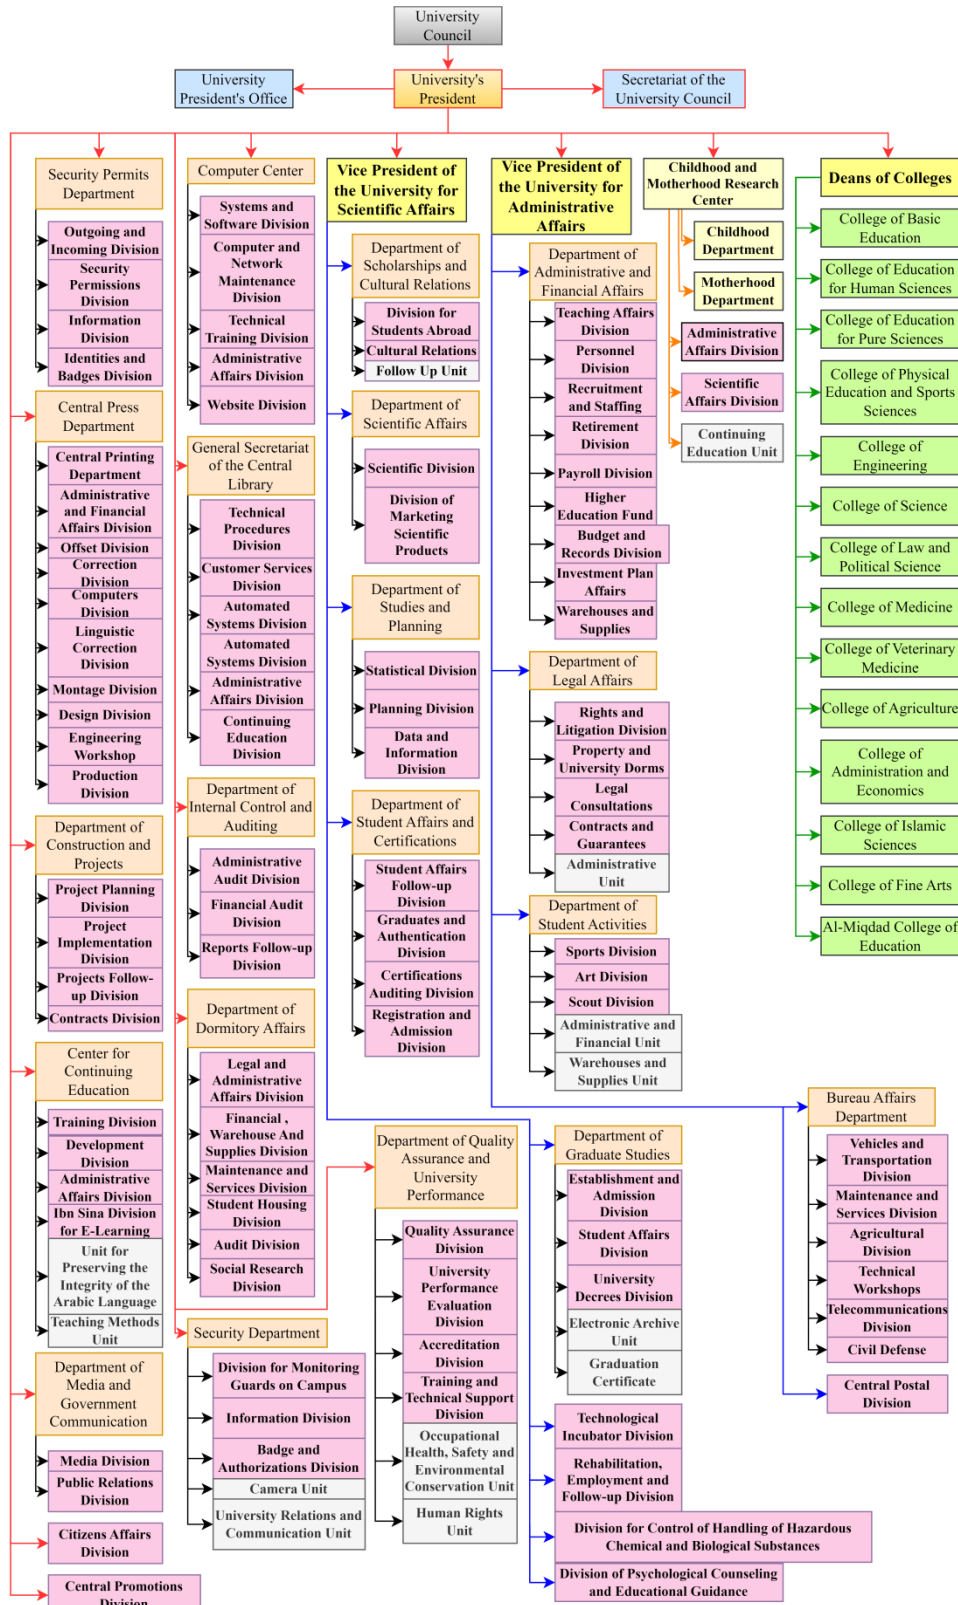 University
Council
University
President's Office
University's
President
Secretariat of the
University Council
Security Permits
Department
Outgoing and
Incoming Division
Security
Permissions
Division
Information
Division
Identities and
Badges Division
Central Press
Department
Central Printing
Department
Administrative
and Financial
Affairs Division
Offset Division
Correction
Division
Computers
Division
Linguistic
Correction
Division
Montage Division
Design Division
Engineering
Workshop
Production
Division
Department of
Construction and
Projects
Project Planning
Division
Project
Implementation
Division
Projects Follow-
up Division
Contracts Division
Center for
Continuing
Education
Training Division
Development
Division
Administrative
Affairs Division
Ibn Sina Division
for E-Learning
Unit for
Preserving the
Integrity of the
Arabic Language
Teaching Methods
Unit
Department of
Media and
Government
Communication
Media Division
Public Relations
Division
Citizens Affairs
Division
Central Promotions
Division
Computer Center
Systems and
Software Division
Computer and
Network
Maintenance
Division
Technical
Training Division
Administrative
Affairs Division
Website Division
General Secretariat
of the Central
Library
Technical
Procedures
Division
Customer Services
Division
Automated
Systems Division
Automated
Systems Division
Administrative
Affairs Division
Continuing
Education
Division
Department of
Internal Control and
Auditing
Administrative
Audit Division
Financial Audit
Division
Reports Follow-up
Division
Department of
Dormitory Affairs
Legal and
Administrative
Affairs Division
Financial ,
Warehouse And
Supplies Division
Maintenance and
Services Division
Student Housing
Division
Audit Division
Social Research
Division
Security Department
Division for Monitoring
Guards on Campus
Information Division
Badge and
Authorizations Division
Camera Unit
University Relations and
Communication Unit
Vice President of
the University for
Scientific Affairs
Department of
Scholarships and
Cultural Relations
Division for
Students Abroad
Cultural Relations
Follow Up Unit
Department of
Scientific Affairs
Scientific Division
Division of
Marketing
Scientific
Products
Department of
Studies and
Planning
Statistical Division
Planning Division
Data and
Information Division
Department of
Student Affairs and
Certifications
Student Affairs
Follow-up
Division
Graduates and
Authentication
Division
Certifications
Auditing Division
Registration and
Admission
Division
Department of Quality
Assurance and
University
Performance
Quality Assurance
Division
University
Performance
Evaluation
Division
Accreditation
Division
Training and
Technical Support
Division
Occupational
Health, Safety and
Environmental
Conservation Unit
Human Rights
Unit
Vice President of
the University for
Administrative
Affairs
Department of
Administrative and
Financial Affairs
Teaching Affairs
Division
Personnel
Division
Recruitment
and Staffing
Retirement
Division
Payroll Division
Higher
Education Fund
Budget and
Records Division
Investment Plan
Affairs
Warehouses and
Supplies
Department of
Legal Affairs
Rights and
Litigation Division
Property and
University Dorms
Legal
Consultations
Contracts and
Guarantees
Administrative
Unit
Department of
Student Activities
Sports Division
Art Division
Scout Division
Administrative and
Financial Unit
Warehouses and
Supplies Unit
Department of
Graduate Studies
Establishment and
Admission
Division
Student Affairs
Division
University
Decrees Division
Electronic Archive
Unit
Graduation
Certificate
Technological
Incubator Division
Rehabilitation,
Employment and
Follow-up Division
Division for Control of Handling of Hazardous
Chemical and Biological Substances
Division of Psychological Counseling
and Educational Guidance
Childhood and
Motherhood Research
Center
Childhood
Department
Motherhood
Department
Administrative
Affairs Division
Scientific
Affairs Division
Continuing
Education Unit
Deans of Colleges
College of Basic
Education
College of Education
for Human Sciences
College of Education
for Pure Sciences
College of Physical
Education and Sports
Sciences
College of
Engineering
College of Science
College of Law and
Political Science
College of Medicine
College of Veterinary
Medicine
College of Agriculture
College of
Administration and
Economics
College of Islamic
Sciences
College of Fine Arts
Al-Miqdad College of
Education
Bureau Affairs
Department
Vehicles and
Transportation
Division
Maintenance and
Services Division
Agricultural
Division
Technical
Workshops
Telecommunications
Division
Civil Defense
Central Postal
Division